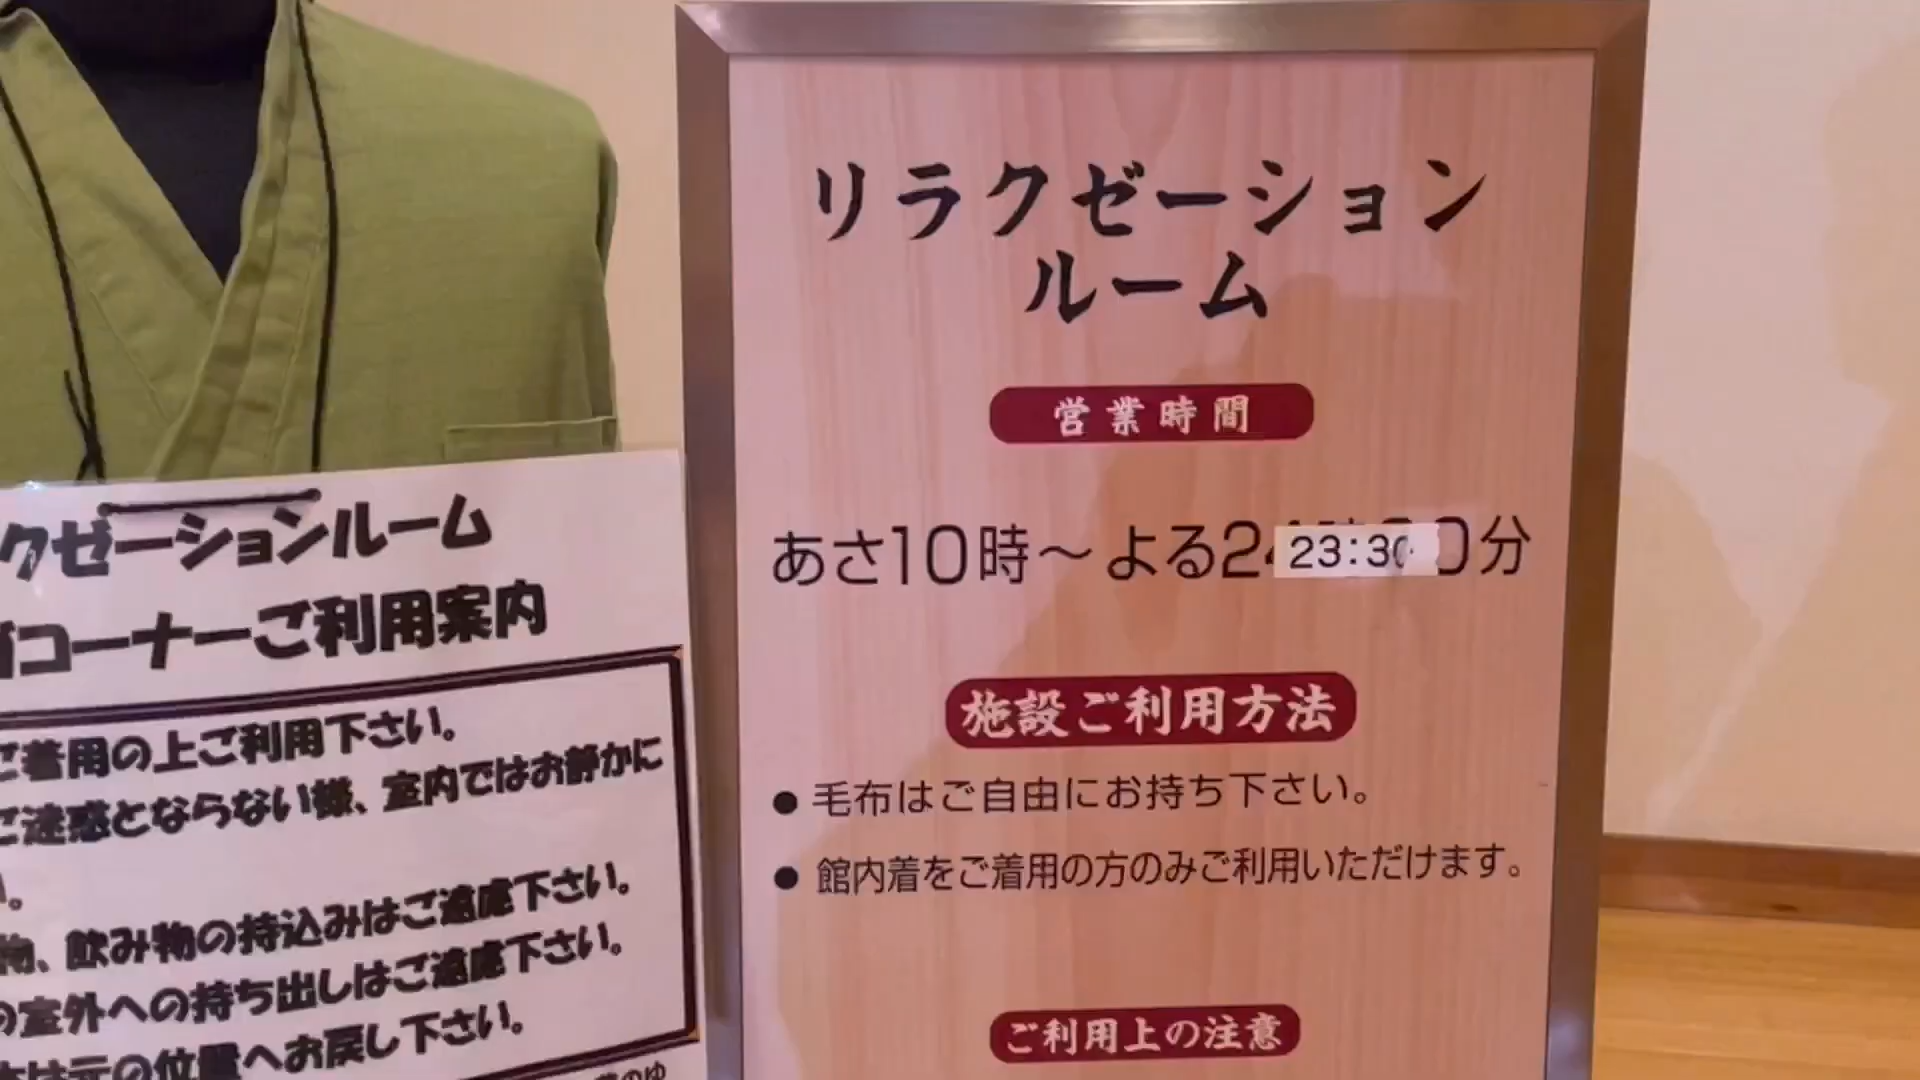 リラクゼーション
ルーム
営業時間
あさ10時～よる2 23:30 0分
施設ご利用方法
● 毛布はご自由にお持ち下さい。
● 館内着をご着用の方のみご利用いただけます。
ご利用上の注意
クゼーションルーム
コーナーご利用案内
ご着用の上ご利用下さい。
ご迷惑とならない様、室内ではお静かに
い。
物、飲み物の持込みはご遠慮下さい。
の室外への持ち出しはご遠慮下さい。
は元の位置へお戻し下さい。
のゆ